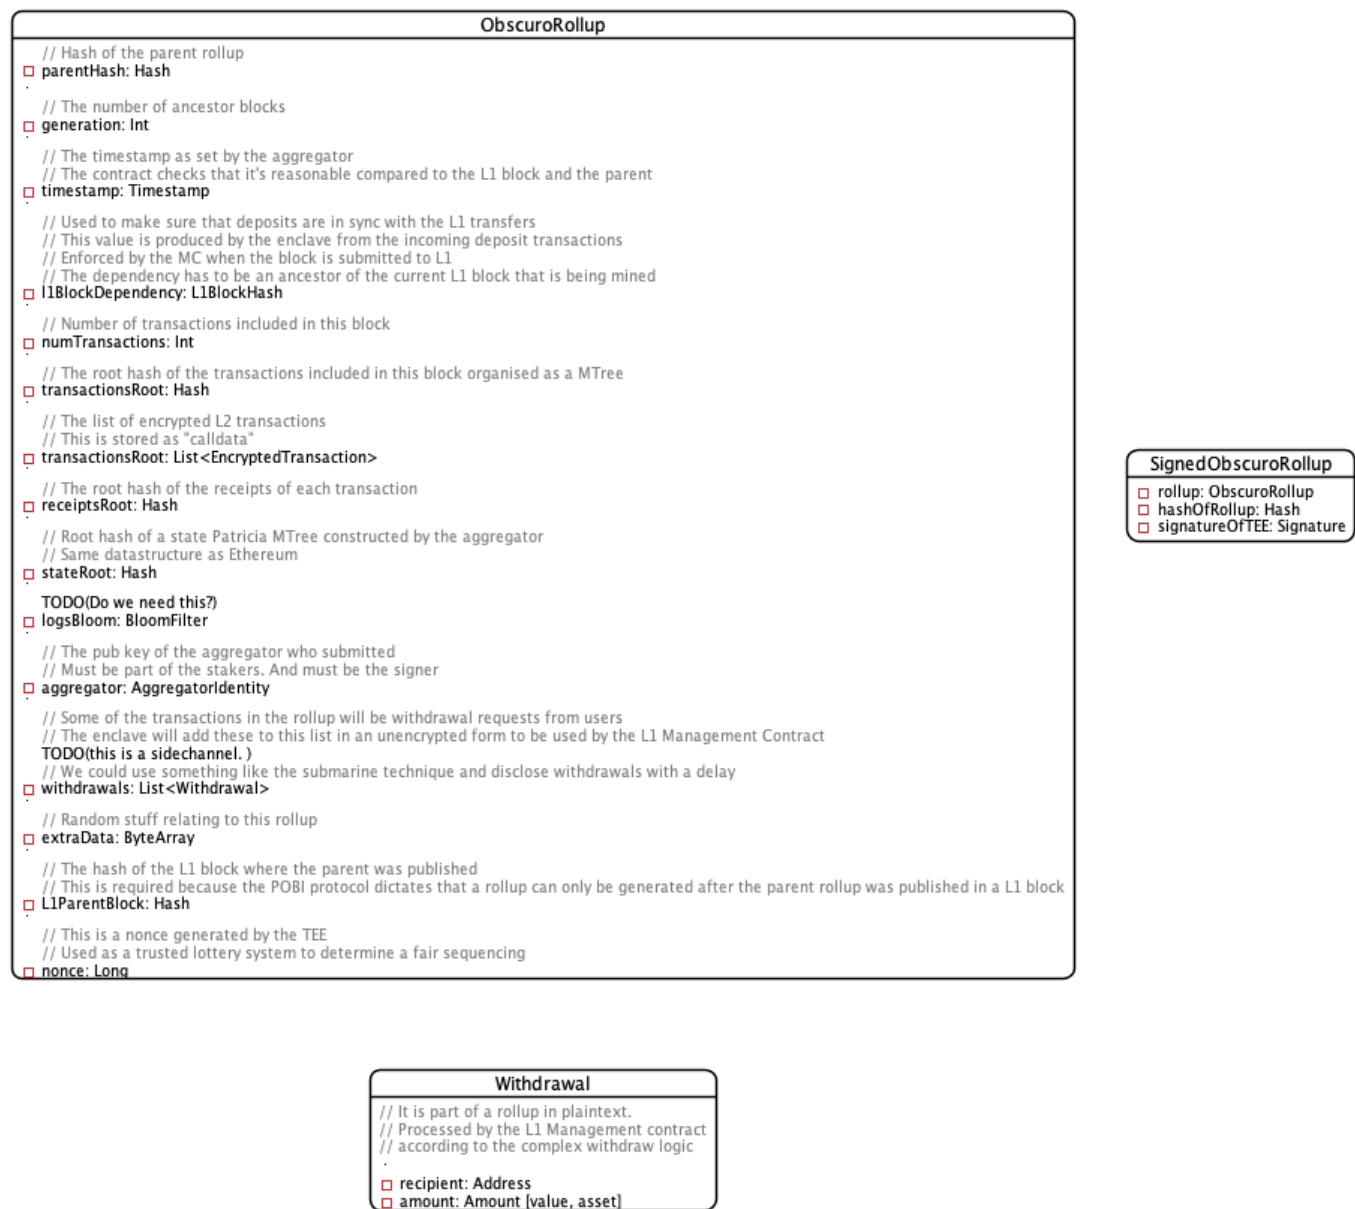 ObscuroRollup
// Hash of the parent rollup
parentHash: Hash
.
// The number of ancestor blocks
generation: Int
.
// The timestamp as set by the aggregator
// The contract checks that it's reasonable compared to the L1 block and the parent
timestamp: Timestamp
.
// Used to make sure that deposits are in sync with the L1 transfers
// This value is produced by the enclave from the incoming deposit transactions
// Enforced by the MC when the block is submitted to L1
// The dependency has to be an ancestor of the current L1 block that is being mined
l1BlockDependency: L1BlockHash
.
// Number of transactions included in this block
numTransactions: Int
.
// The root hash of the transactions included in this block organised as a MTree
transactionsRoot: Hash
.
// The list of encrypted L2 transactions
// This is stored as "calldata"
transactionsRoot: List<EncryptedTransaction>
.
// The root hash of the receipts of each transaction
receiptsRoot: Hash
.
// Root hash of a state Patricia MTree constructed by the aggregator
// Same datastructure as Ethereum
stateRoot: Hash
.
TODO(Do we need this?)
logsBloom: BloomFilter
.
// The pub key of the aggregator who submitted
// Must be part of the stakers. And must be the signer
aggregator: AggregatorIdentity
.
// Some of the transactions in the rollup will be withdrawal requests from users
// The enclave will add these to this list in an unencrypted form to be used by the L1 Management Contract
TODO(this is a sidechannel. )
// We could use something like the submarine technique and disclose withdrawals with a delay
withdrawals: List<Withdrawal>
.
// Random stuff relating to this rollup
extraData: ByteArray
.
// The hash of the L1 block where the parent was published
// This is required because the POBI protocol dictates that a rollup can only be generated after the parent rollup was published in a L1 block
L1ParentBlock: Hash
.
// This is a nonce generated by the TEE
// Used as a trusted lottery system to determine a fair sequencing
nonce: Long
SignedObscuroRollup
rollup: ObscuroRollup
hashOfRollup: Hash
signatureOfTEE: Signature
Withdrawal
// It is part of a rollup in plaintext.
// Processed by the L1 Management contract
// according to the complex withdraw logic
.
recipient: Address
amount: Amount [value, asset]